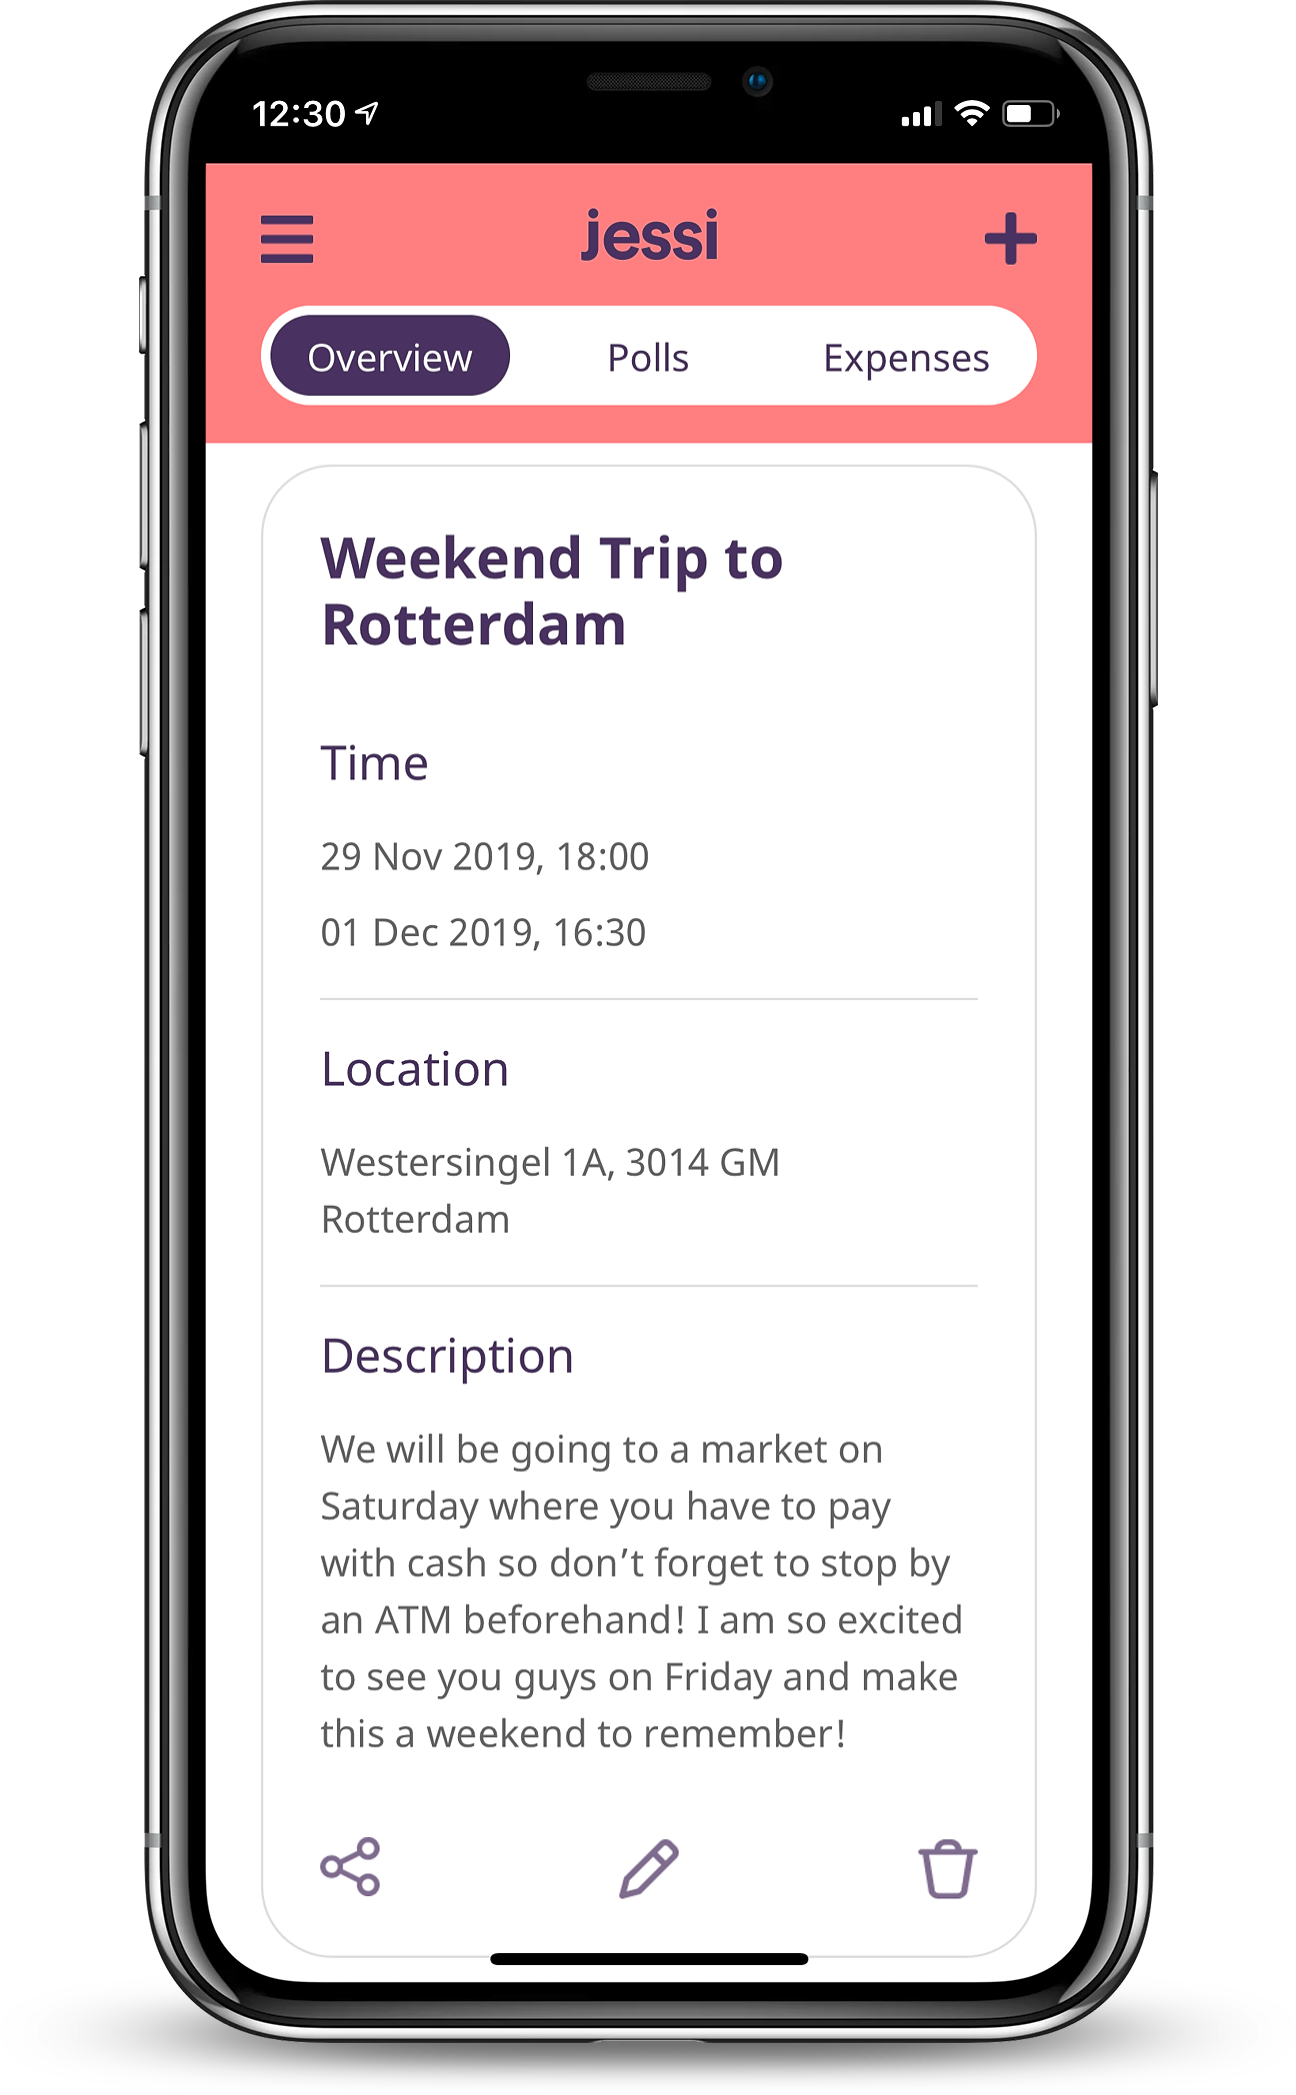 12:30
jessi
Overview
Polls
Expenses
Weekend Trip to
Rotterdam
Time
29 Nov 2019, 18:00
01 Dec 2019, 16:30
Location
Westersingel 1A, 3014 GM
Rotterdam
Description
We will be going to a market on
Saturday where you have to pay
with cash so don’t forget to stop by
an ATM beforehand! I am so excited
to see you guys on Friday and make
this a weekend to remember!